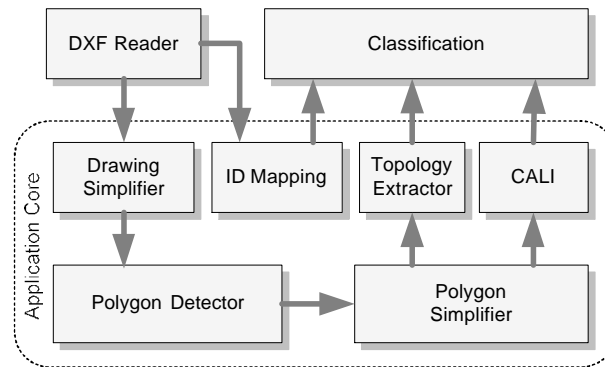 DXF Reader
Classification
Drawing
Simplifier
ID Mapping
Topology
Extractor
CALI
Application Core
Polygon Detector
Polygon
Simplifier